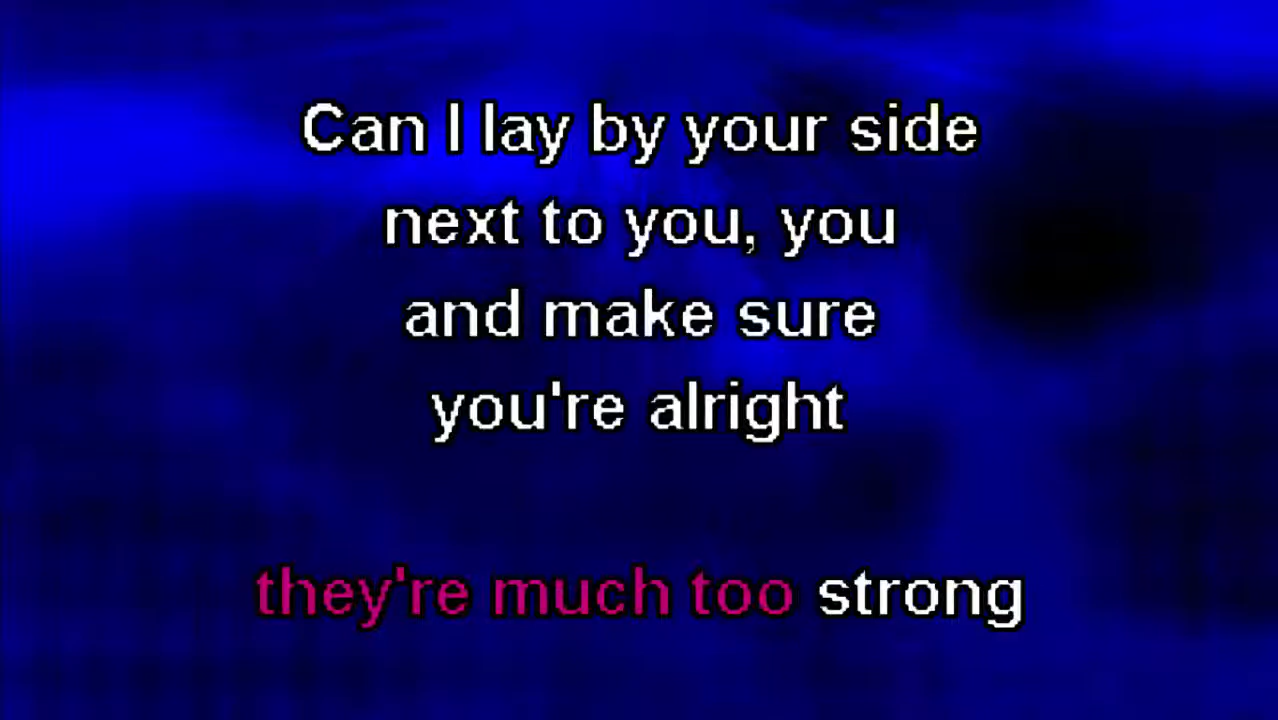 Can I lay by your side
next to you, you
and make sure
you're alright
they're much too strong